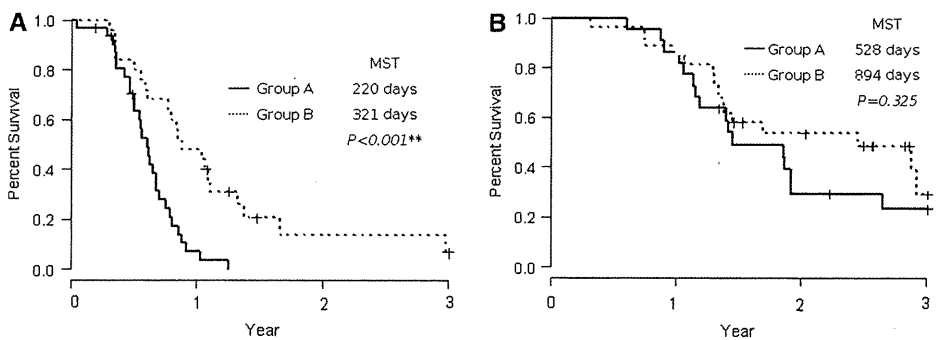 A
Percent Survival
1.0
0.8
0.6
0.4
0.2
0.0
MST
Group A 220 days
Group B 321 days
P<0.001**
0 1 2 3
Year
B
Percent Survival
1.0
0.8
0.6
0.4
0.2
0.0
MST
Group A 528 days
Group B 894 days
P=0.325
0 1 2 3
Year